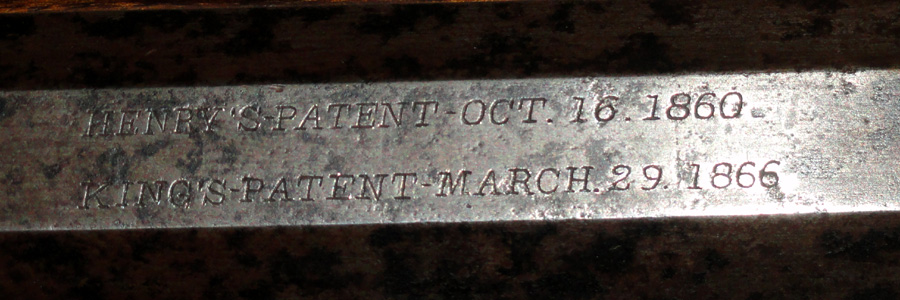 HENRY'S-PATENT-OCT. 16. 1860.
KING'S-PATENT-MARCH. 29. 1866